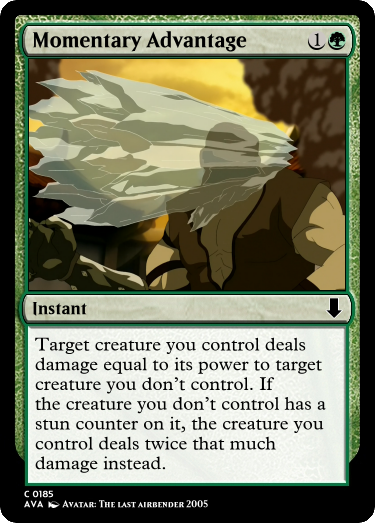 Momentary Advantage 1
Instant
Target creature you control deals
damage equal to its power to target
creature you don't control. If
the creature you don't control has a
stun counter on it, the creature you
control deals twice that much
damage instead.
C 0185
AVA Avatar: The last airbender 2005